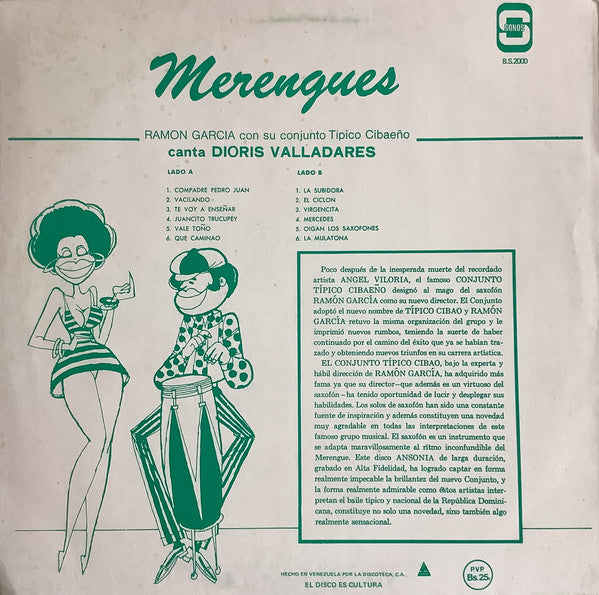 SONUS
B.S.2000
Merengues
RAMON GARCIA con su conjunto Tipico Cibaeño
canta DIORIS VALLADARES
LADO A
1. COMPADRE PEDRO JUAN
2. VACILANDO
3. TE VOY A ENSEÑAR
4. JUANCITO TRUCUPEY
5. VALE TOÑO
6. QUE CAMINAO
LADO B
1. LA SUBIDORA
2. EL CICLON
3. VIRGENCITA
4. MERCEDES
5. OIGAN LOS SAXOFONES
6. LA MULATONA
Poco después de la inesperada muerte del recordado
artista ANGEL VILORIA, el famoso CONJUNTO
TÍPICO CIBAEÑO designó al mago del saxofón
RAMÓN GARCÍA como su nuevo director. El Conjunto
adoptó el nuevo nombre de TÍPICO CIBAO y RAMÓN
GARCÍA retuvo la misma organización del grupo y le
imprimió nuevos rumbos, teniendo la suerte de haber
continuado por el camino del éxito que ya se habían tra-
zado y obteniendo nuevos triunfos en su carrera artística.
EL CONJUNTO TÍPICO CIBAO, bajo la experta y
hábil dirección de RAMÓN GARCÍA, ha adquirido más
fama ya que su director—que además es un virtuoso del
saxofón—ha tenido oportunidad de lucir y desplegar sus
habilidades. Los solos de saxofón han sido una constante
fuente de inspiración y además constituyen una novedad
muy agradable en todas las interpretaciones de este
famoso grupo musical. El saxofón es un instrumento que
se adapta maravillosamente al ritmo inconfundible del
Merengue. Este disco ANSONIA de larga duración,
grabado en Alta Fidelidad, ha logrado captar en forma
realmente impecable la brillantez del nuevo Conjunto, y
la forma realmente admirable como éstos artistas inter-
pretan el baile típico y nacional de la República Domini-
cana, constituye no solo una novedad, sino también algo
realmente sensacional.
HECHO EN VENEZUELA POR LA DISCOTECA, C.A.
EL DISCO ES CULTURA
P.V.P.
Bs.25.